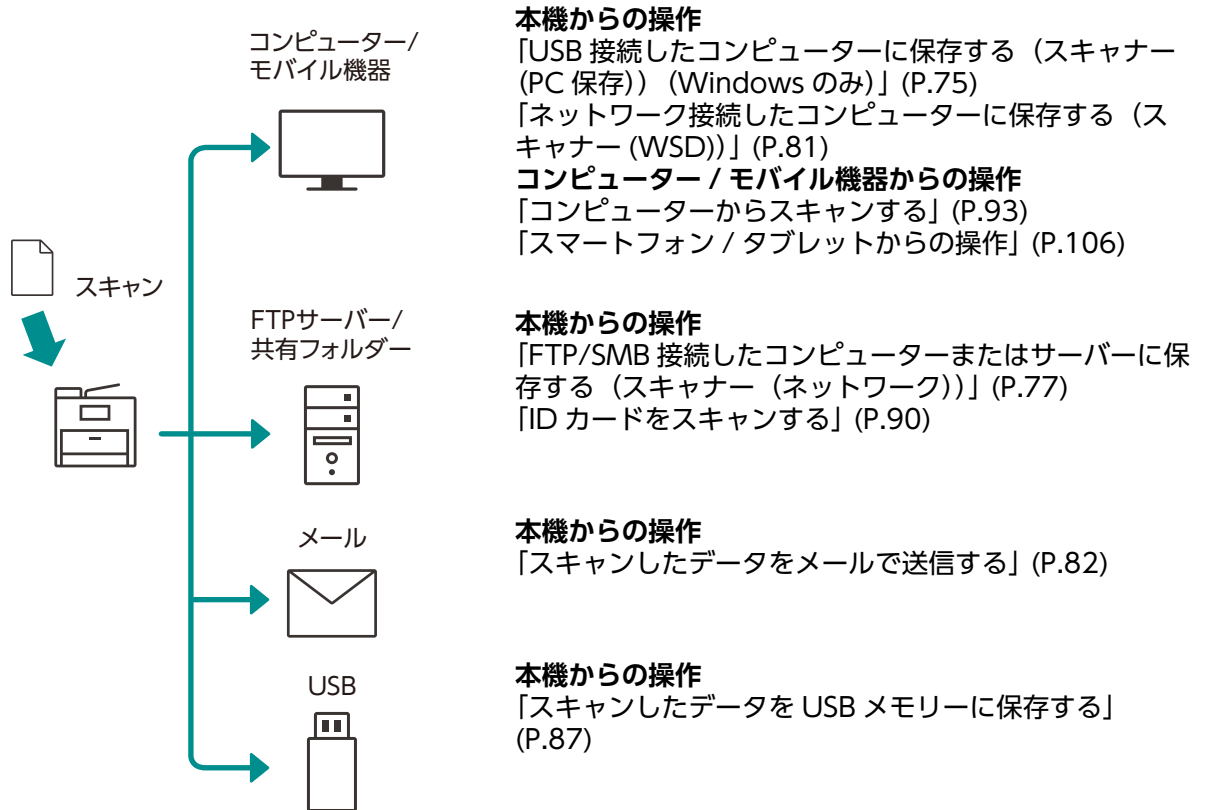 スキャン
コンピューター/
モバイル機器
本機からの操作
「USB 接続したコンピューターに保存する（スキャナー
(PC 保存)）（Windows のみ）」(P.75)
「ネットワーク接続したコンピューターに保存する（ス
キャナー (WSD)）」(P.81)
コンピューター / モバイル機器からの操作
「コンピューターからスキャンする」(P.93)
「スマートフォン / タブレットからの操作」(P.106)
FTPサーバー/
共有フォルダー
本機からの操作
「FTP/SMB 接続したコンピューターまたはサーバーに保
存する（スキャナー（ネットワーク））」(P.77)
「ID カードをスキャンする」(P.90)
メール
本機からの操作
「スキャンしたデータをメールで送信する」(P.82)
USB
本機からの操作
「スキャンしたデータを USB メモリーに保存する」
(P.87)